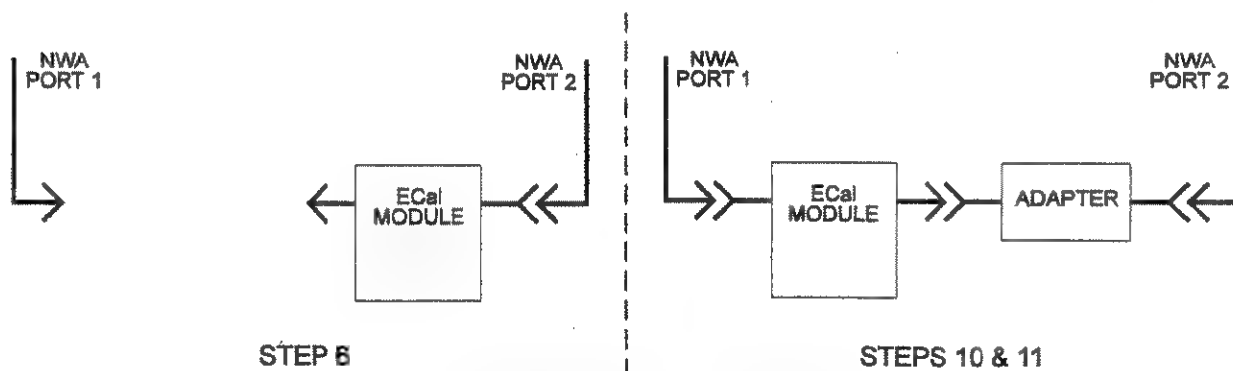 NWA
PORT 1
NWA
PORT 2
ECal
MODULE
STEP 6
NWA
PORT 1
NWA
PORT 2
ECal
MODULE
ADAPTER
STEPS 10 & 11